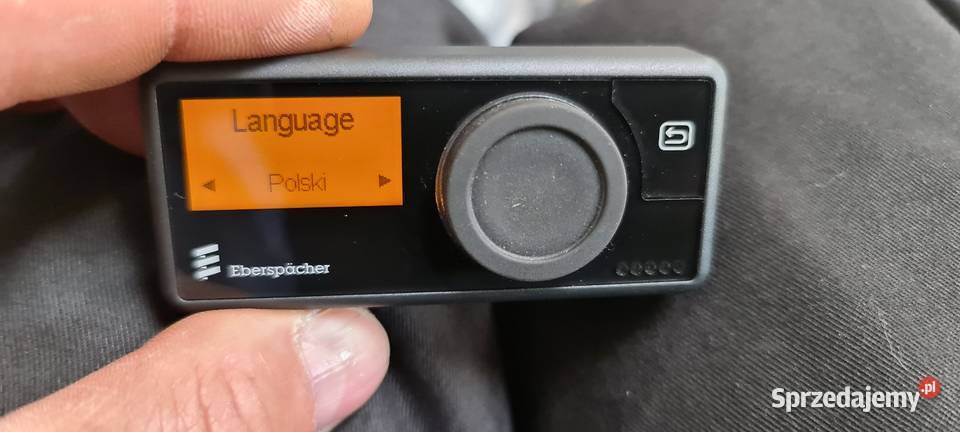 Language
Polski
Eberspächer
Sprzedajemy.pl